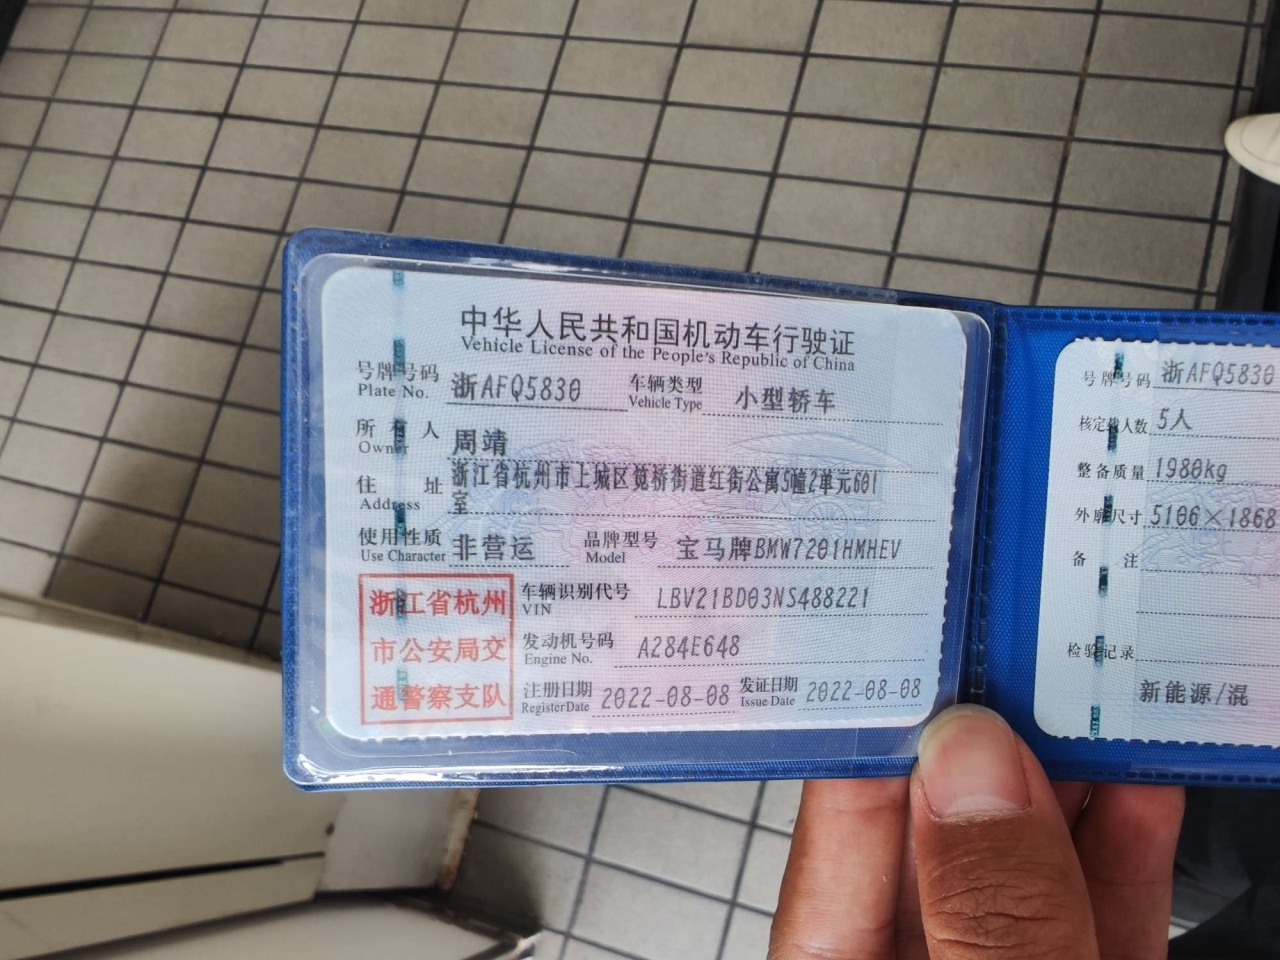 中华人民共和国机动车行驶证
Vehicle License of the People's Republic of China
号牌号码 浙AFQ5830 车辆类型 小型轿车
Plate No. Vehicle Type
所有人 周靖
Owner
住址 浙江省杭州市上城区笕桥街道红街公寓5幢2单元601
Address 室
使用性质 非营运 品牌型号 宝马牌BMW7201HMHEV
Use Character Model
浙江省杭州
市公安局交
通警察支队
车辆识别代号 LBV21BD03NS488221
VIN
发动机号码 A284E648
Engine No.
注册日期 2022-08-08 发证日期 2022-08-08
Register Date Issue Date
号牌号码 浙AFQ5830
核定载人数 5人
整备质量 1980kg
外廓尺寸 5106×1868
备注
检验记录
新能源/混